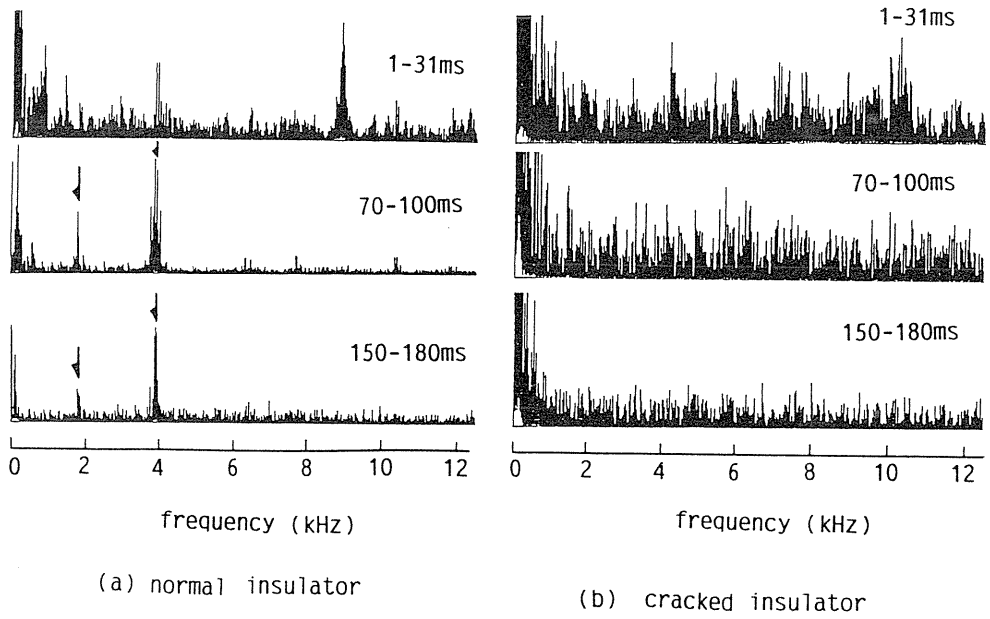 1-31ms
70-100ms
150-180ms
0 2 4 6 8 10 12
frequency (kHz)
(a) normal insulator
1-31ms
70-100ms
150-180ms
0 2 4 6 8 10 12
frequency (kHz)
(b) cracked insulator